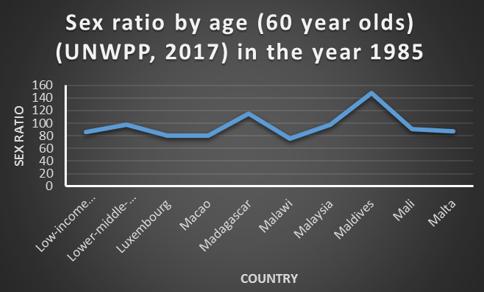 Sex ratio by age (60 year olds)
(UNWPP, 2017) in the year 1985
160
140
120
100
80
60
40
20
0
SEX RATIO
Low-income…
Lower-middle-…
Luxembourg
Macao
Madagascar
Malawi
Malaysia
Maldives
Mali
Malta
COUNTRY